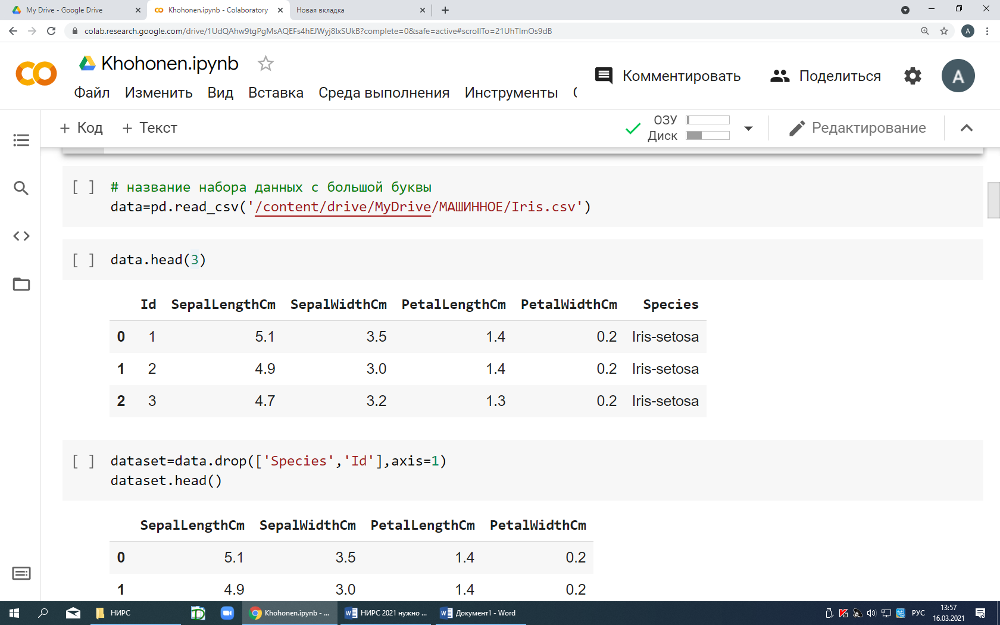 My Drive - Google Drive
Khohonen.ipynb - Colaboratory
Новая вкладка
colab.research.google.com/drive/1UdQAhw9tgPgMsAQEFs4hEJWyj8lxSUkB?complete=0&safe=active#scrollTo=21UhTlmOs9dB
A
Khohonen.ipynb
Комментировать
Поделиться
A
Файл Изменить Вид Вставка Среда выполнения Инструменты
+ Код + Текст
ОЗУ
Диск
Редактирование
[ ] # название набора данных с большой буквы
data=pd.read_csv('/content/drive/MyDrive/МАШИННОЕ/Iris.csv')
[ ] data.head(3)
Id SepalLengthCm SepalWidthCm PetalLengthCm PetalWidthCm Species
0 1 5.1 3.5 1.4 0.2 Iris-setosa
1 2 4.9 3.0 1.4 0.2 Iris-setosa
2 3 4.7 3.2 1.3 0.2 Iris-setosa
[ ] dataset=data.drop(['Species','Id'],axis=1)
dataset.head()
SepalLengthCm SepalWidthCm PetalLengthCm PetalWidthCm
0 5.1 3.5 1.4 0.2
1 4.9 3.0 1.4 0.2
НИРС
Khohonen.ipynb - ...
НИРС 2021 нужно ...
Документ1 - Word
РУС
13:57
16.03.2021